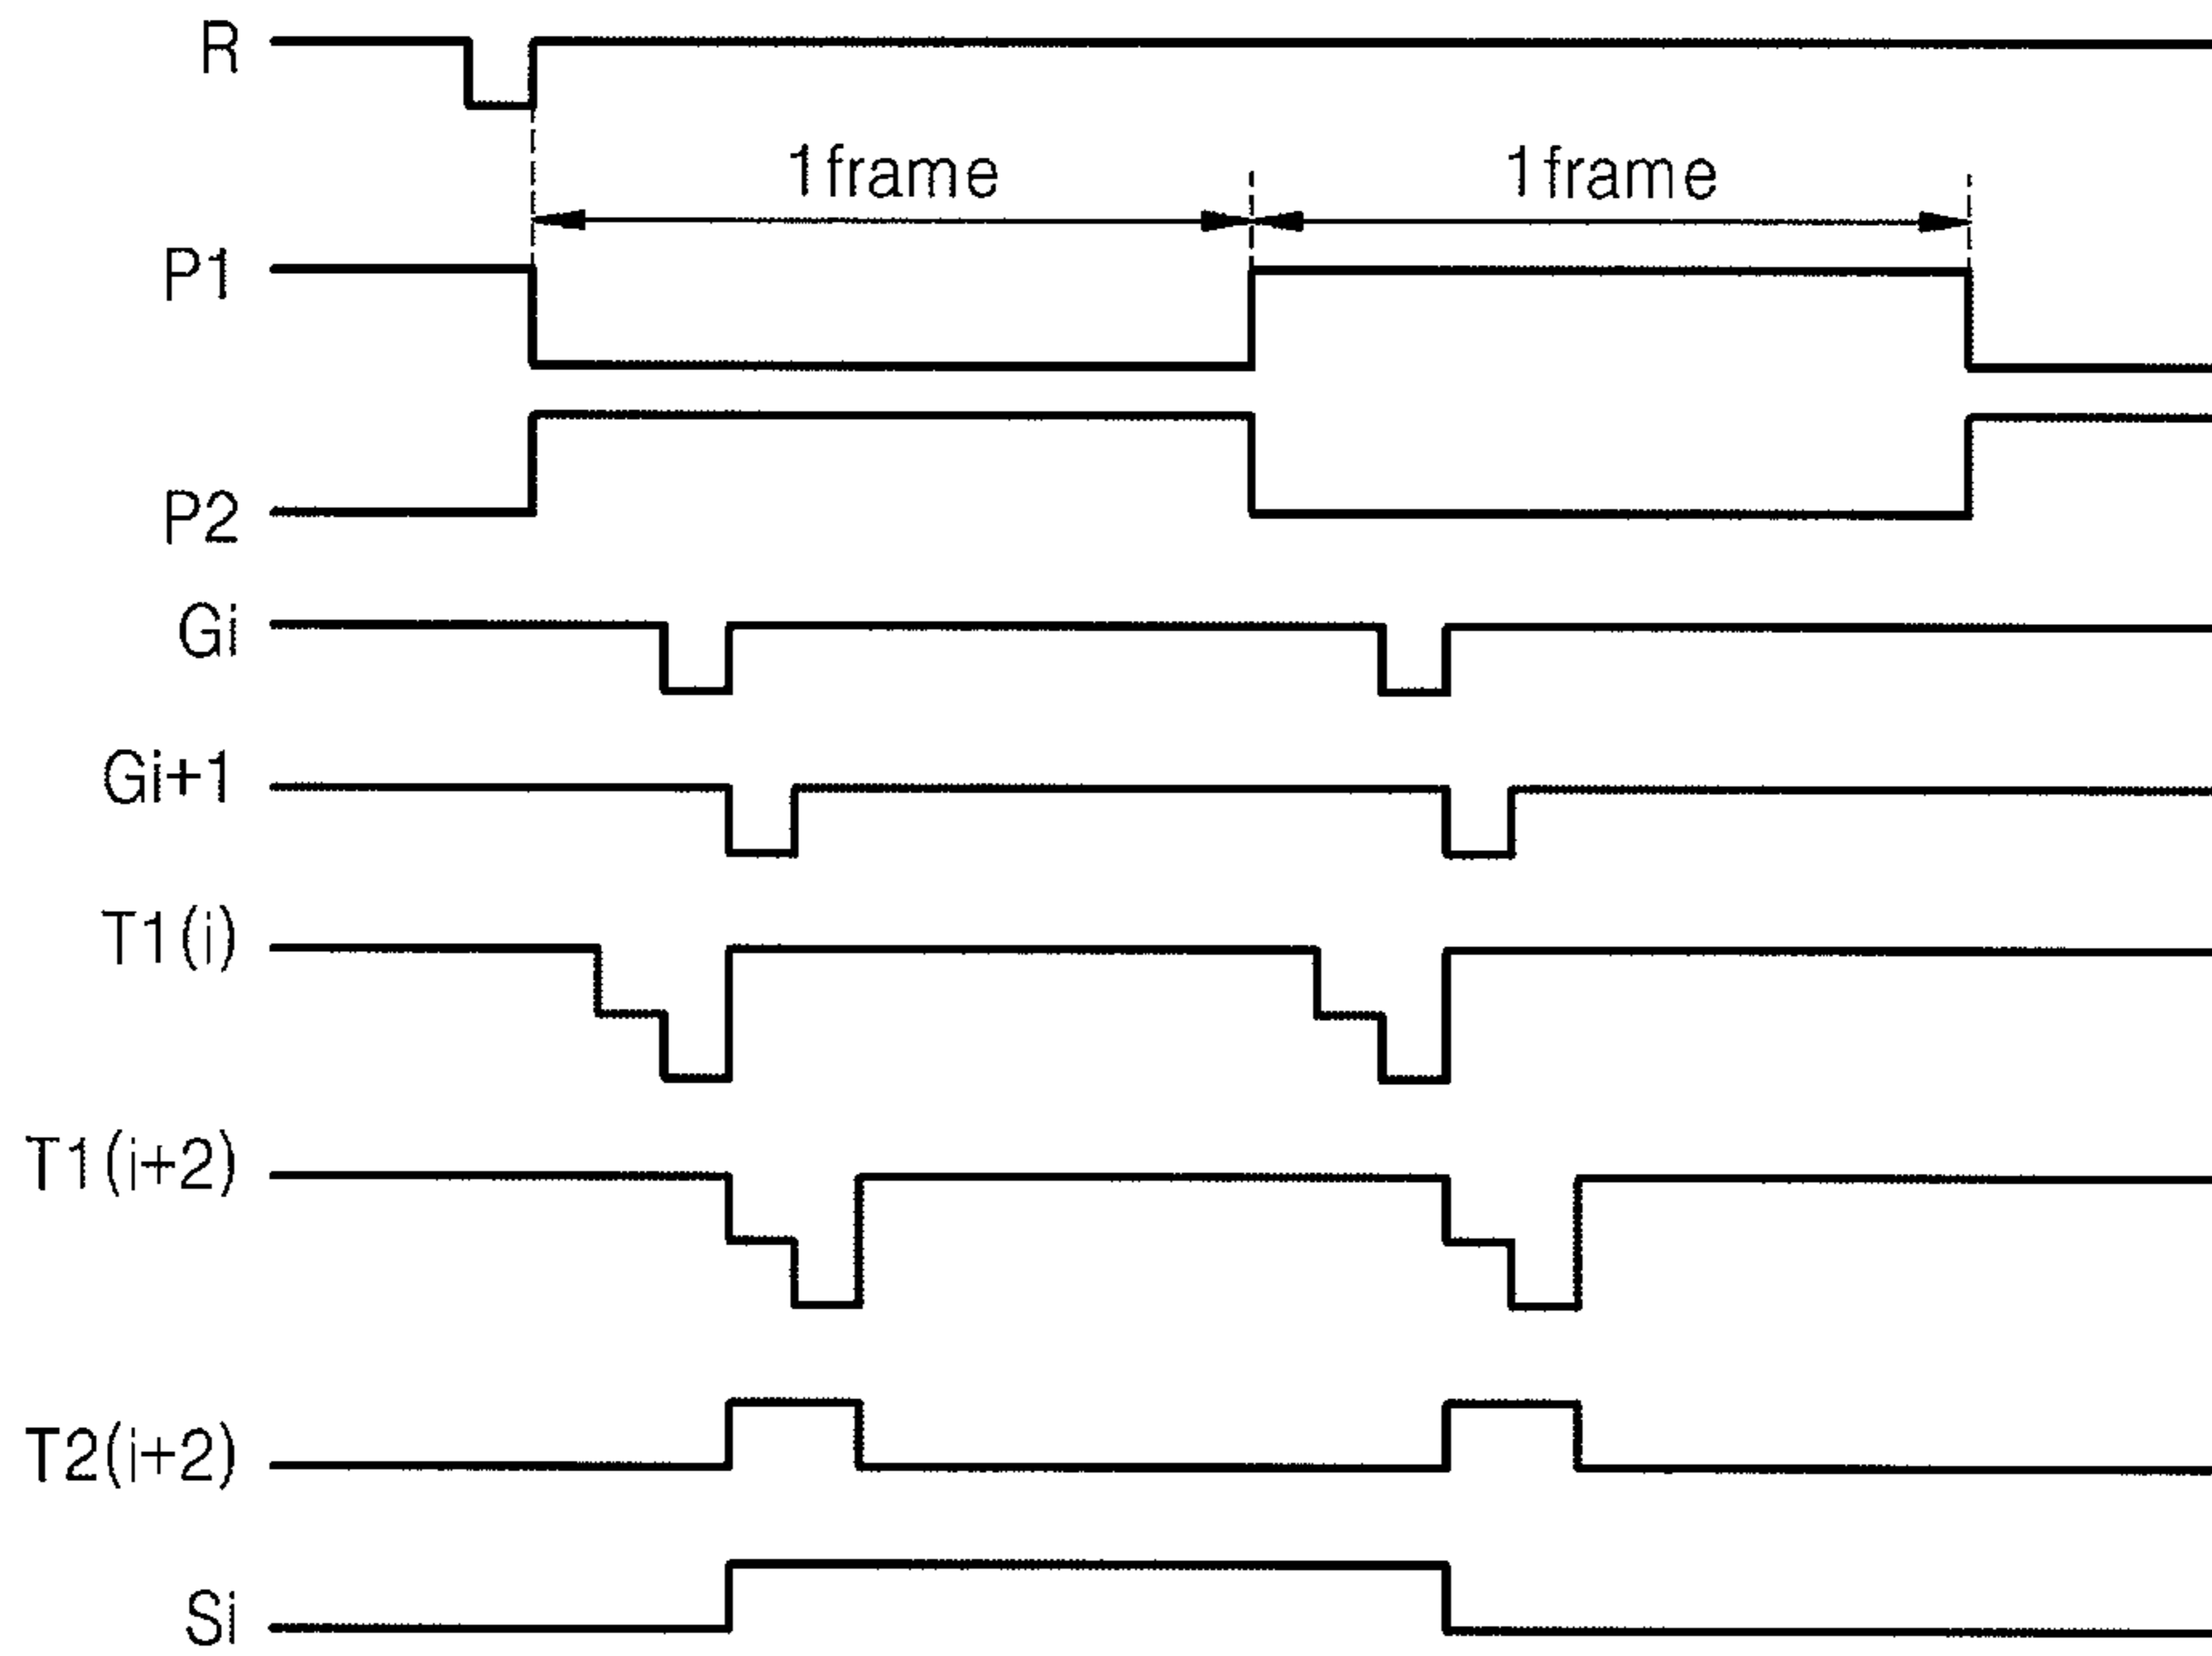 R
1frame 1frame
P1
P2
Gi
Gi+1
T1(i)
T1(i+2)
T2(i+2)
Si